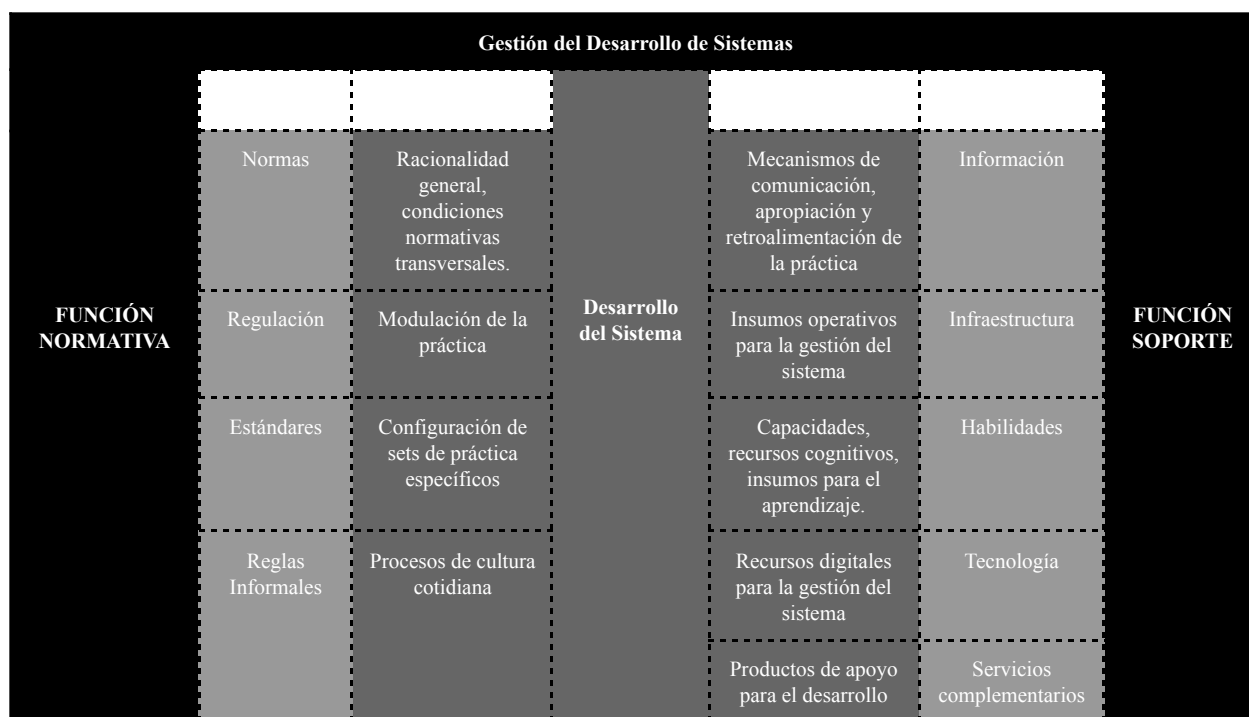 Gestión del Desarrollo de Sistemas
FUNCIÓN
NORMATIVA
Normas
Racionalidad
general,
condiciones
normativas
transversales.
Desarrollo
del Sistema
Mecanismos de
comunicación,
apropiación y
retroalimentación de
la práctica
Información
FUNCIÓN
SOPORTE
Regulación
Modulación de la
práctica
Insumos operativos
para la gestión del
sistema
Infraestructura
Estándares
Configuración de
sets de práctica
específicos
Capacidades,
recursos cognitivos,
insumos para el
aprendizaje.
Habilidades
Reglas
Informales
Procesos de cultura
cotidiana
Recursos digitales
para la gestión del
sistema
Tecnología
Productos de apoyo
para el desarrollo
Servicios
complementarios